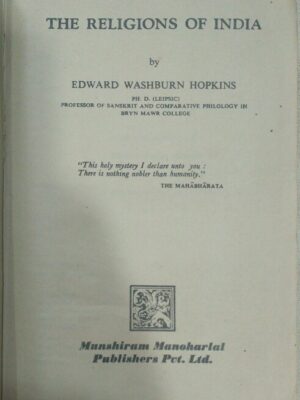 THE RELIGIONS OF INDIA
by
EDWARD WASHBURN HOPKINS
PH. D. (LEIPSIC)
PROFESSOR OF SANSKRIT AND COMPARATIVE PHILOLOGY IN
BRYN MAWR COLLEGE
"This holy mystery I declare unto you :
There is nothing nobler than humanity."
THE MAHĀBHĀRATA
Munshiram Manoharlal
Publishers Pvt. Ltd.